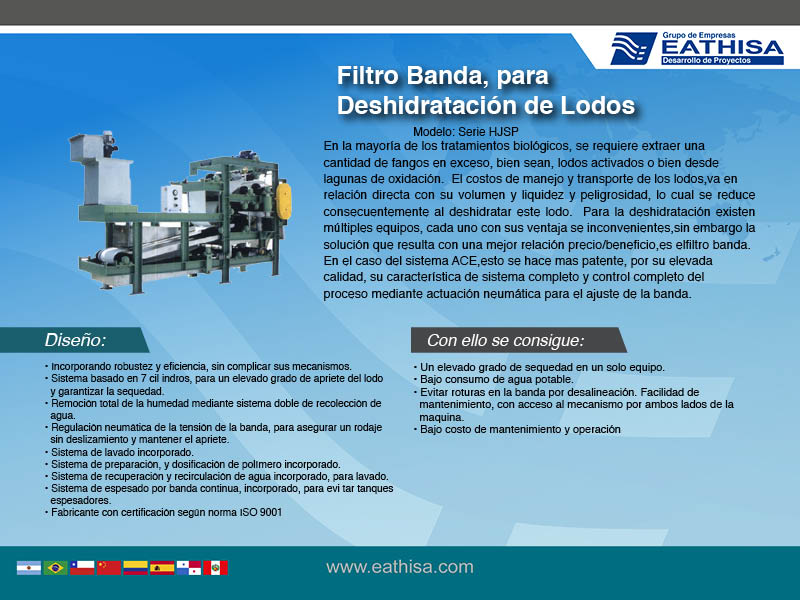 Grupo de Empresas
EATHISA
Desarrollo de Proyectos
Filtro Banda, para
Deshidratación de Lodos
Modelo: Serie HJSP
En la mayoría de los tratamientos biológicos, se requiere extraer una
cantidad de fangos en exceso, bien sean, lodos activados o bien desde
lagunas de oxidación. El costos de manejo y transporte de los lodos,va en
relación directa con su volumen y liquidez y peligrosidad, lo cual se reduce
consecuentemente al deshidratar este lodo. Para la deshidratación existen
múltiples equipos, cada uno con sus ventaja se inconvenientes,sin embargo la
solución que resulta con una mejor relación precio/beneficio,es elfiltro banda.
En el caso del sistema ACE,esto se hace mas patente, por su elevada
calidad, su característica de sistema completo y control completo del
proceso mediante actuación neumática para el ajuste de la banda.
Diseño:
· Incorporando robustez y eficiencia, sin complicar sus mecanismos.
· Sistema basado en 7 cil indros, para un elevado grado de apriete del lodo
y garantizar la sequedad.
· Remoción total de la humedad mediante sistema doble de recolección de
agua.
· Regulación neumática de la tensión de la banda, para asegurar un rodaje
sin deslizamiento y mantener el apriete.
· Sistema de lavado incorporado.
· Sistema de preparación, y dosificación de polímero incorporado.
· Sistema de recuperación y recirculación de agua incorporado, para lavado.
· Sistema de espesado por banda continua, incorporado, para evi tar tanques
espesadores.
· Fabricante con certificación según norma ISO 9001
Con ello se consigue:
· Un elevado grado de sequedad en un solo equipo.
· Bajo consumo de agua potable.
· Evitar roturas en la banda por desalineación. Facilidad de
mantenimiento, con acceso al mecanismo por ambos lados de la
maquina.
· Bajo costo de mantenimiento y operación
www.eathisa.com